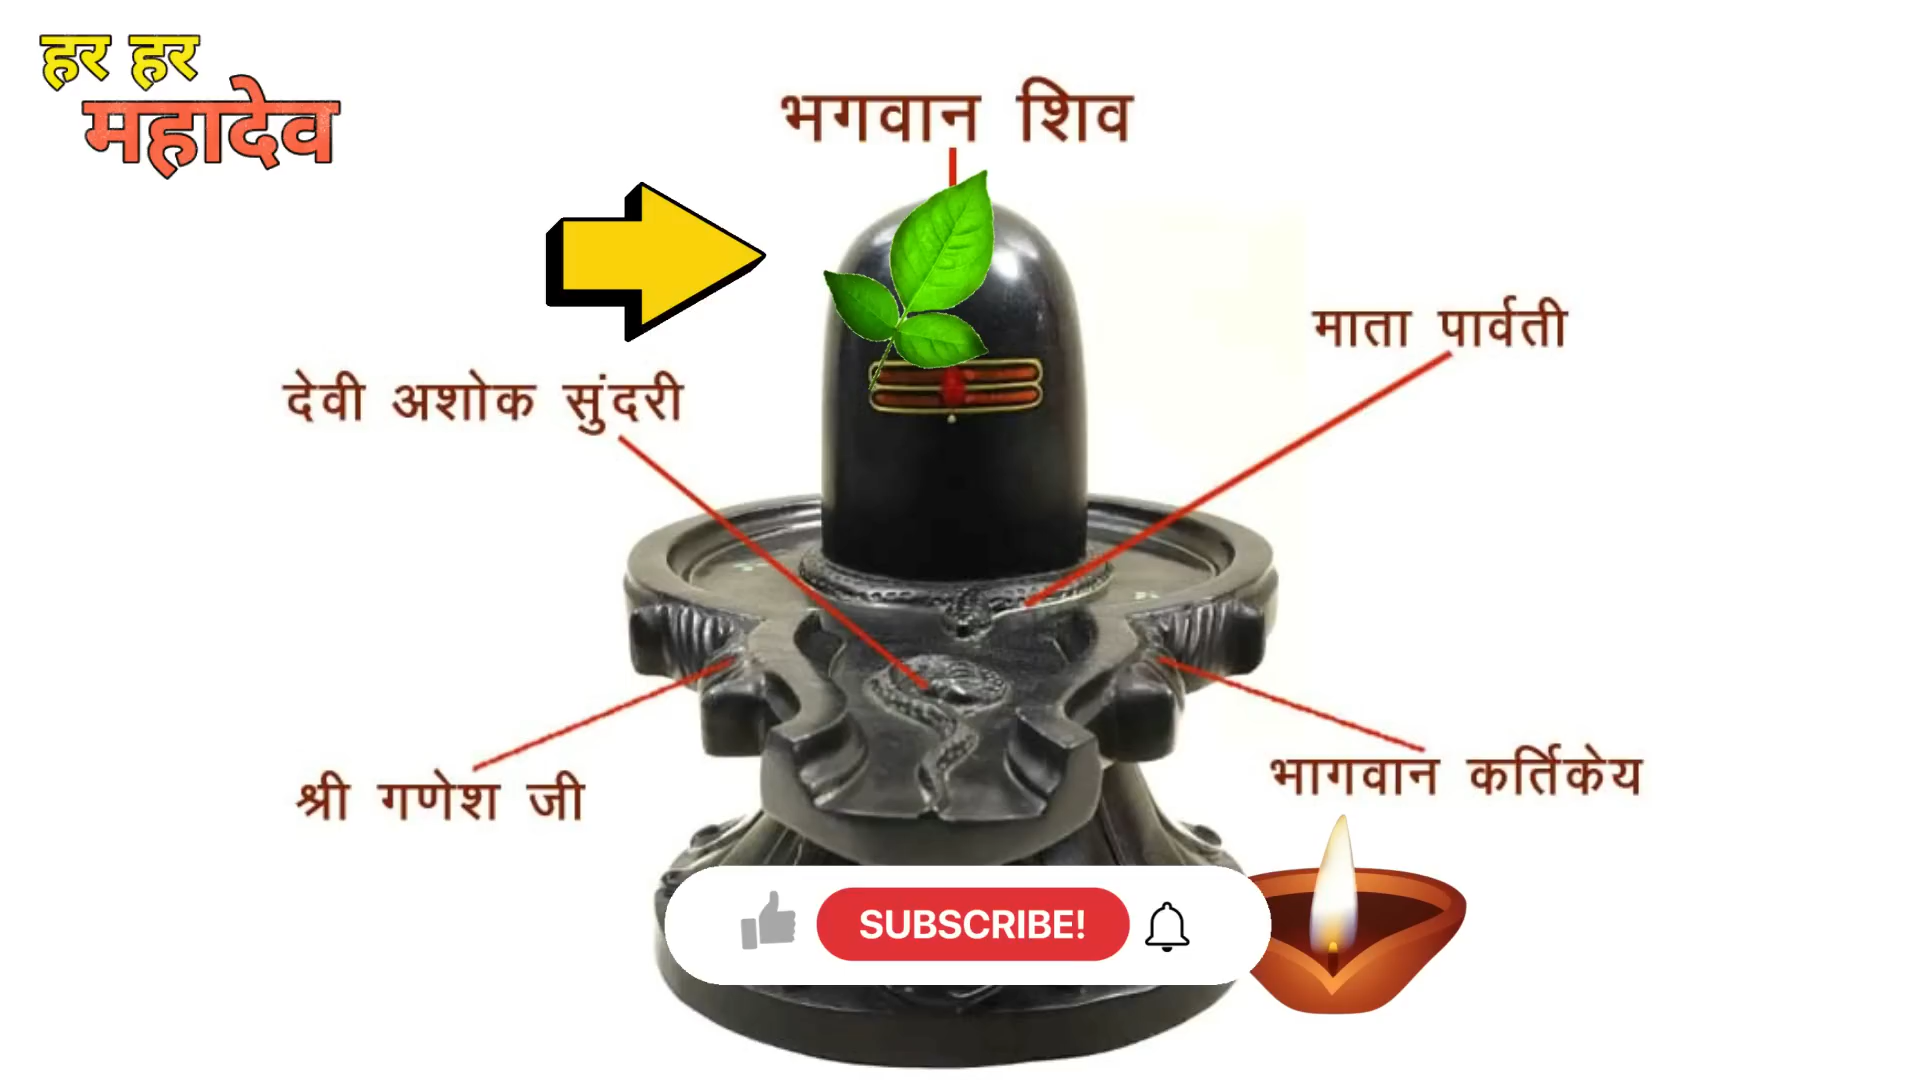 हर हर
महादेव
भगवान शिव
माता पार्वती
देवी अशोक सुंदरी
श्री गणेश जी
भागवान कर्तिकेय
SUBSCRIBE!